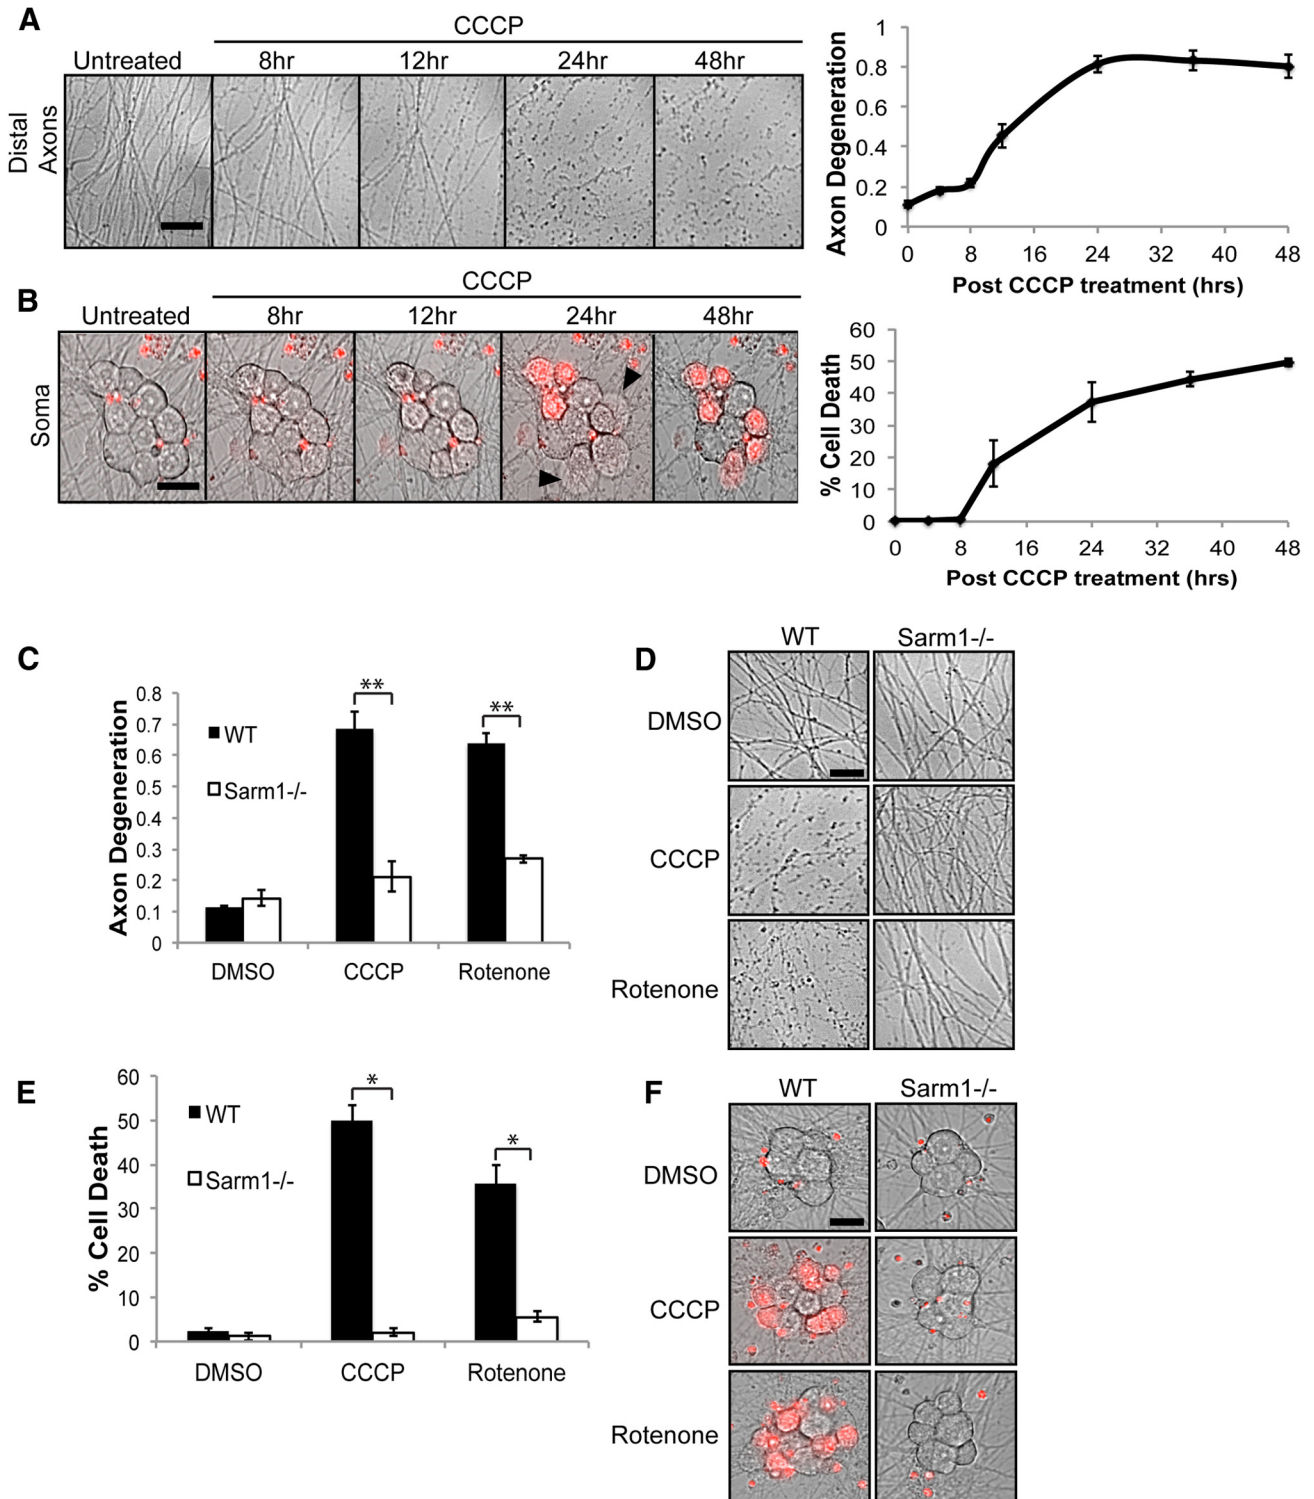 A
CCCP
Untreated 8hr 12hr 24hr 48hr
Distal
Axons
1
0.8
0.6
0.4
0.2
0
Axon Degeneration
0 8 16 24 32 40 48
Post CCCP treatment (hrs)
B
CCCP
Untreated 8hr 12hr 24hr 48hr
Soma
60
50
40
30
20
10
0
% Cell Death
0 8 16 24 32 40 48
Post CCCP treatment (hrs)
C
0.8
0.7
0.6
0.5
0.4
0.3
0.2
0.1
0
Axon Degeneration
WT
Sarm1-/-
**
**
DMSO CCCP Rotenone
D
WT Sarm1-/-
DMSO
CCCP
Rotenone
E
60
50
40
30
20
10
0
% Cell Death
WT
Sarm1-/-
*
*
DMSO CCCP Rotenone
F
WT Sarm1-/-
DMSO
CCCP
Rotenone